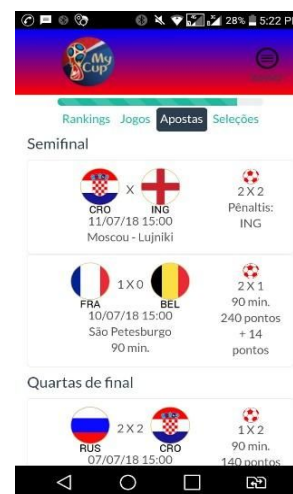 28% 5:22 P
My
Cup
Rankings Jogos Apostas Seleções
Semifinal
X
CRO ING
11/07/18 15:00
Moscou - Lujniki
2 X 2
Pênaltis:
ING
1 X 0
FRA BEL
10/07/18 15:00
São Petesburgo
90 min.
2 X 1
90 min.
240 pontos
+ 14
pontos
Quartas de final
2 X 2
RUS CRO
07/07/18 15:00
1 X 2
90 min.
140 pontos